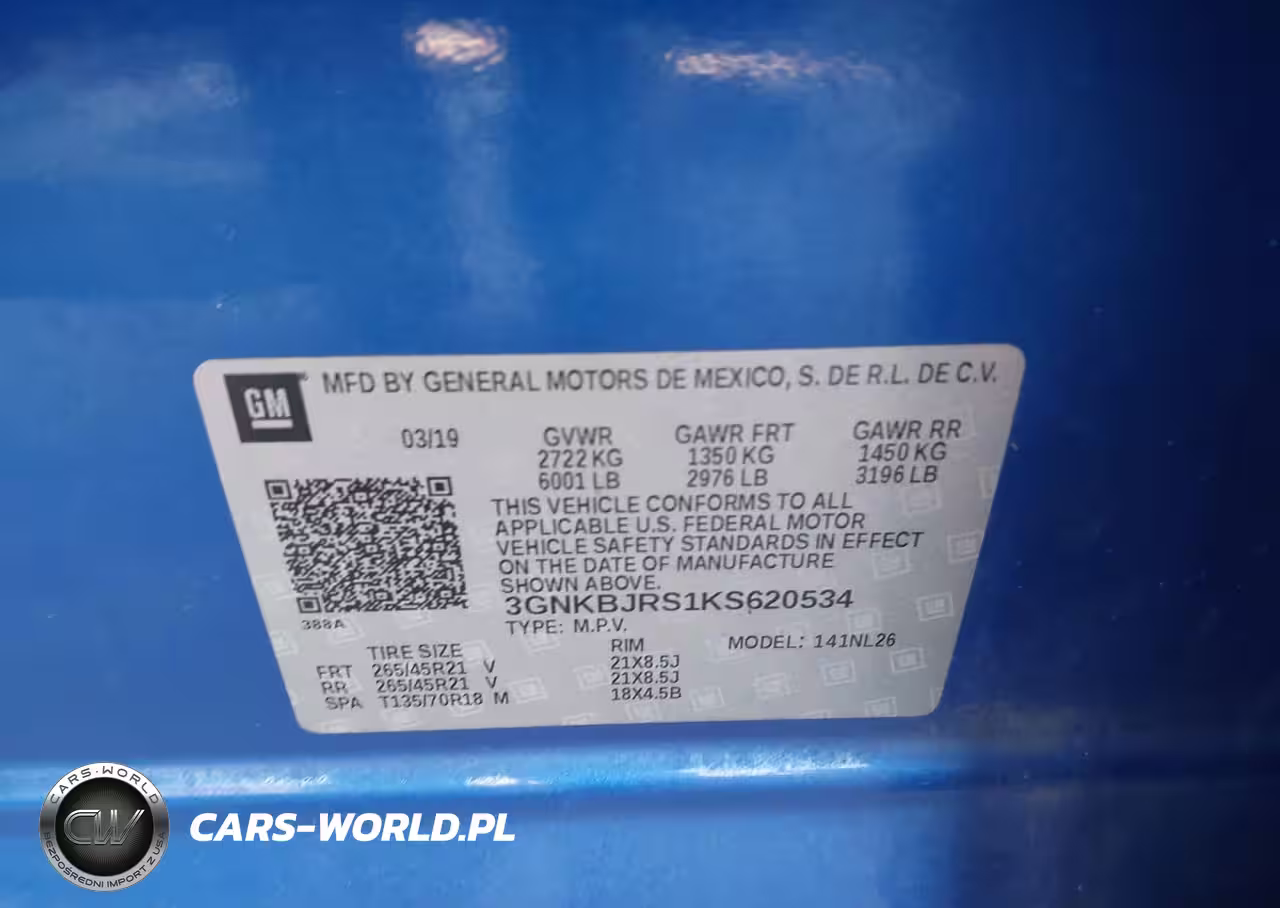 GM
MFD BY GENERAL MOTORS DE MEXICO, S. DE R.L. DE C.V.
03/19 GVWR GAWR FRT GAWR RR
2722 KG 1350 KG 1450 KG
6001 LB 2976 LB 3196 LB
THIS VEHICLE CONFORMS TO ALL
APPLICABLE U.S. FEDERAL MOTOR
VEHICLE SAFETY STANDARDS IN EFFECT
ON THE DATE OF MANUFACTURE
SHOWN ABOVE.
3GNKBJRS1KS620534
388A
TYPE: M.P.V. MODEL: 141NL26
TIRE SIZE RIM
FRT 265/45R21 V 21X8.5J
RR 265/45R21 V 21X8.5J
SPA T135/70R18 M 18X4.5B
CARS-WORLD
CW
BEZPOŚREDNI IMPORT Z USA
CARS-WORLD.PL